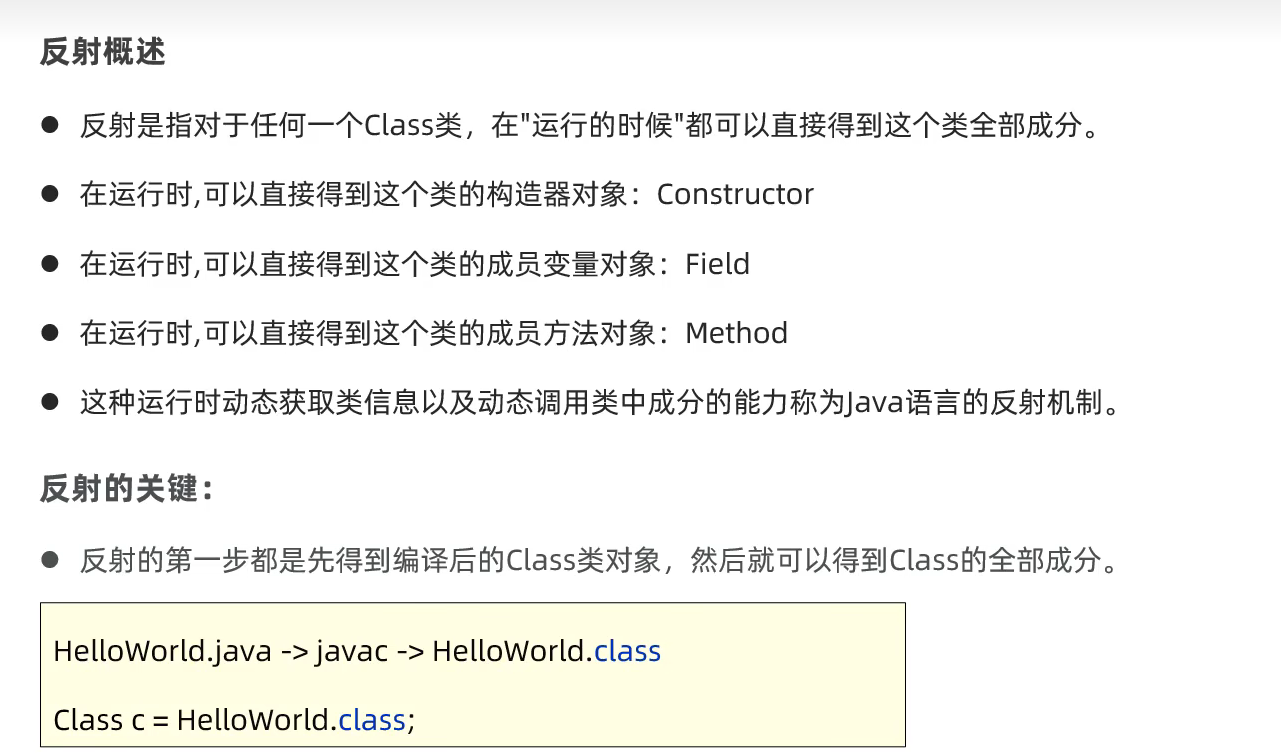 反射概述
● 反射是指对于任何一个Class类，在"运行的时候"都可以直接得到这个类全部成分。
● 在运行时,可以直接得到这个类的构造器对象：Constructor
● 在运行时,可以直接得到这个类的成员变量对象：Field
● 在运行时,可以直接得到这个类的成员方法对象：Method
● 这种运行时动态获取类信息以及动态调用类中成分的能力称为Java语言的反射机制。
反射的关键：
● 反射的第一步都是先得到编译后的Class类对象，然后就可以得到Class的全部成分。
HelloWorld.java -> javac -> HelloWorld.class
Class c = HelloWorld.class;